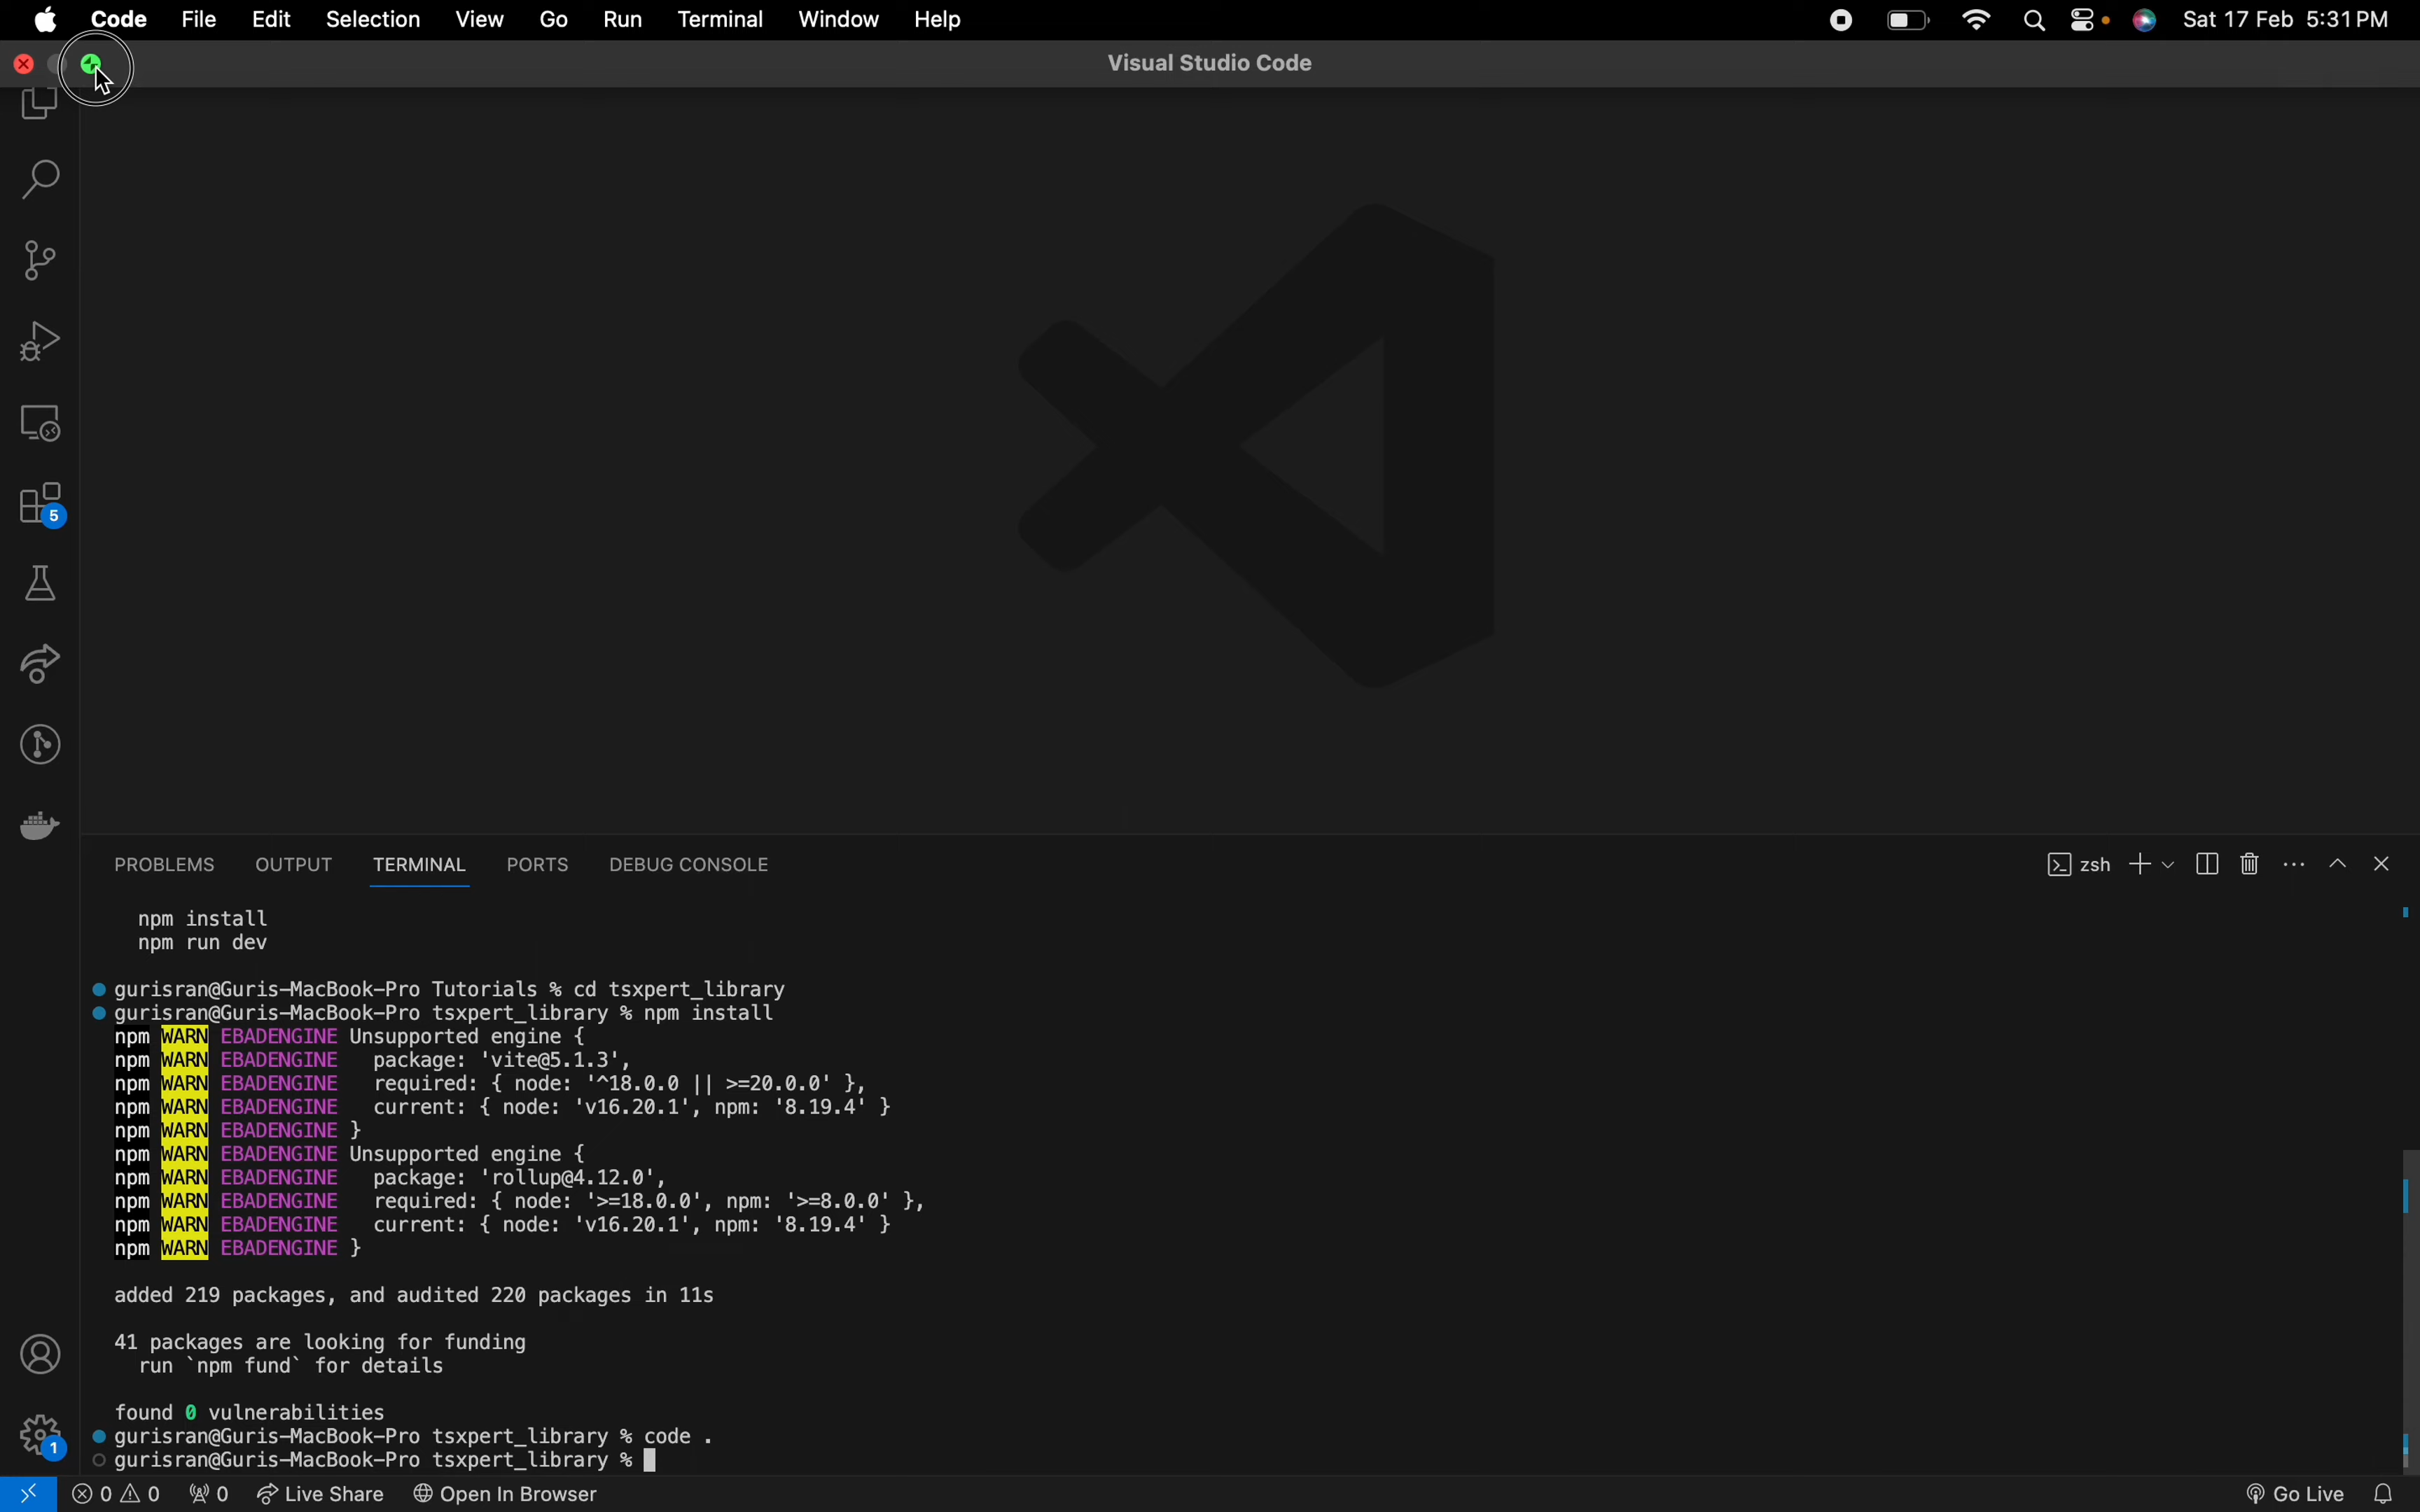 Code File Edit Selection View Go Run Terminal Window Help Sat 17 Feb 5:31 PM
Visual Studio Code
5
PROBLEMS OUTPUT TERMINAL PORTS DEBUG CONSOLE zsh
npm install
npm run dev
gurisran@Guris-MacBook-Pro Tutorials % cd tsxpert_library
gurisran@Guris-MacBook-Pro tsxpert_library % npm install
npm WARN EBADENGINE Unsupported engine {
npm WARN EBADENGINE   package: 'vite@5.1.3',
npm WARN EBADENGINE   required: { node: '^18.0.0 || >=20.0.0' },
npm WARN EBADENGINE   current: { node: 'v16.20.1', npm: '8.19.4' }
npm WARN EBADENGINE }
npm WARN EBADENGINE Unsupported engine {
npm WARN EBADENGINE   package: 'rollup@4.12.0',
npm WARN EBADENGINE   required: { node: '>=18.0.0', npm: '>=8.0.0' },
npm WARN EBADENGINE   current: { node: 'v16.20.1', npm: '8.19.4' }
npm WARN EBADENGINE }
added 219 packages, and audited 220 packages in 11s
41 packages are looking for funding
run `npm fund` for details
found 0 vulnerabilities
gurisran@Guris-MacBook-Pro tsxpert_library % code .
gurisran@Guris-MacBook-Pro tsxpert_library %
1
0 0 0 Live Share Open In Browser Go Live